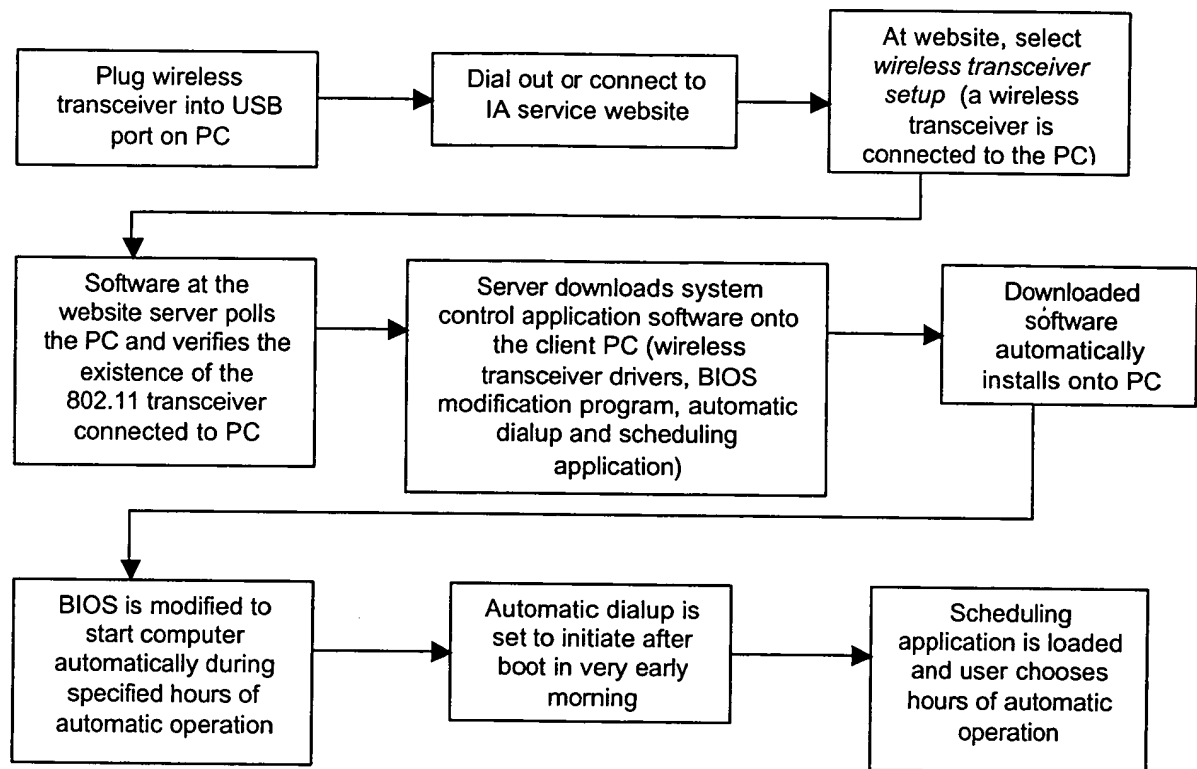 Plug wireless
transceiver into USB
port on PC
Dial out or connect to
IA service website
At website, select
wireless transceiver
setup (a wireless
transceiver is
connected to the PC)
Software at the
website server polls
the PC and verifies the
existence of the
802.11 transceiver
connected to PC
Server downloads system
control application software onto
the client PC (wireless
transceiver drivers, BIOS
modification program, automatic
dialup and scheduling
application)
Downloaded
software
automatically
installs onto PC
BIOS is modified to
start computer
automatically during
specified hours of
automatic operation
Automatic dialup is
set to initiate after
boot in very early
morning
Scheduling
application is loaded
and user chooses
hours of automatic
operation